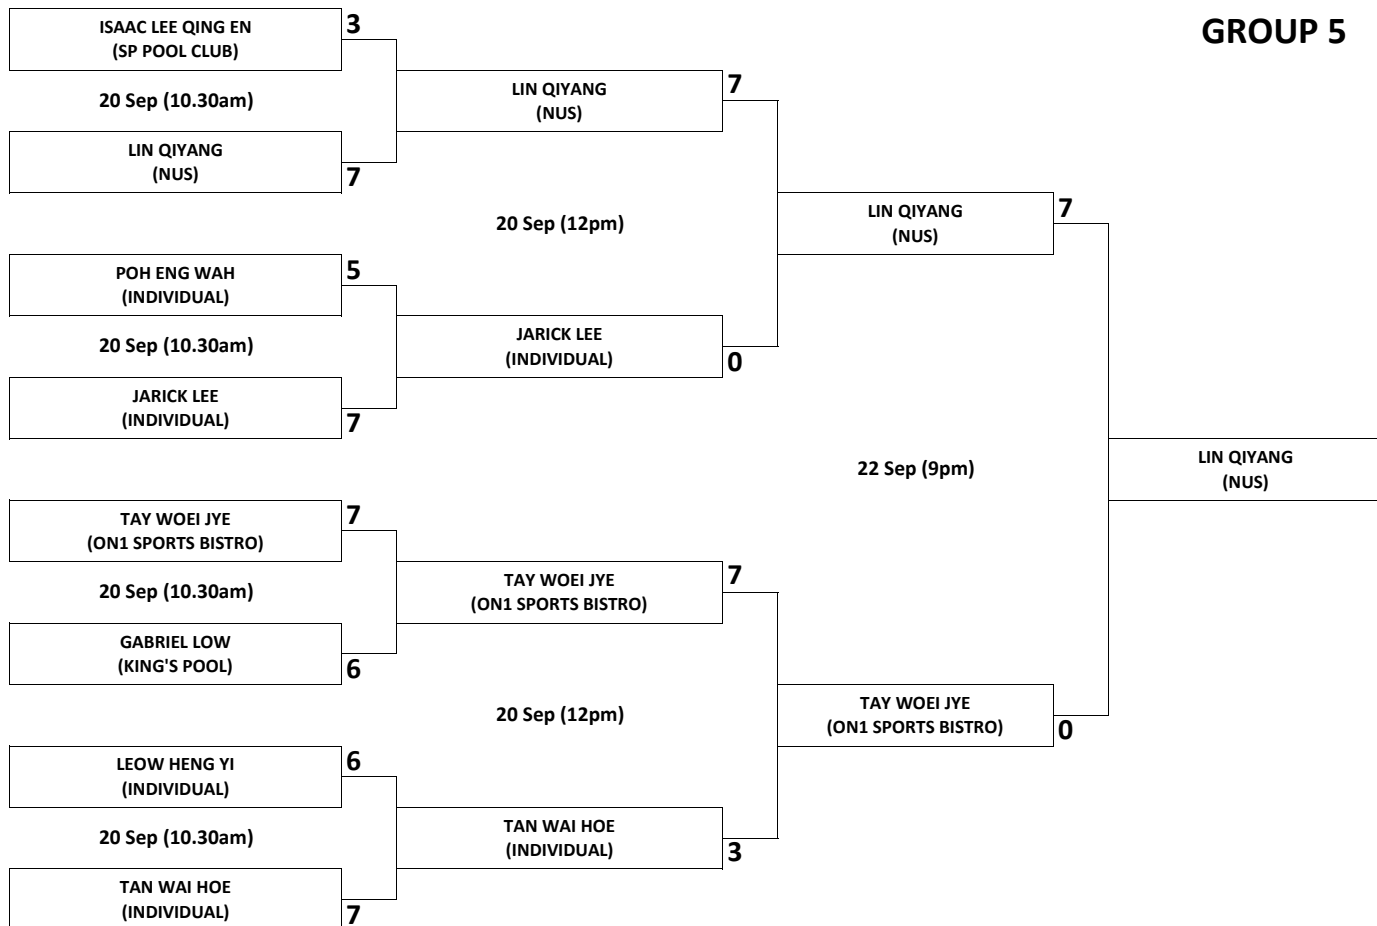 GROUP 5
ISAAC LEE QING EN
(SP POOL CLUB)
3
20 Sep (10.30am)
LIN QIYANG
(NUS)
7
POH ENG WAH
(INDIVIDUAL)
5
20 Sep (10.30am)
JARICK LEE
(INDIVIDUAL)
7
TAY WOEI JYE
(ON1 SPORTS BISTRO)
7
20 Sep (10.30am)
GABRIEL LOW
(KING'S POOL)
6
LEOW HENG YI
(INDIVIDUAL)
6
20 Sep (10.30am)
TAN WAI HOE
(INDIVIDUAL)
7
LIN QIYANG
(NUS)
7
20 Sep (12pm)
JARICK LEE
(INDIVIDUAL)
0
TAY WOEI JYE
(ON1 SPORTS BISTRO)
7
20 Sep (12pm)
TAN WAI HOE
(INDIVIDUAL)
3
LIN QIYANG
(NUS)
7
22 Sep (9pm)
TAY WOEI JYE
(ON1 SPORTS BISTRO)
0
LIN QIYANG
(NUS)